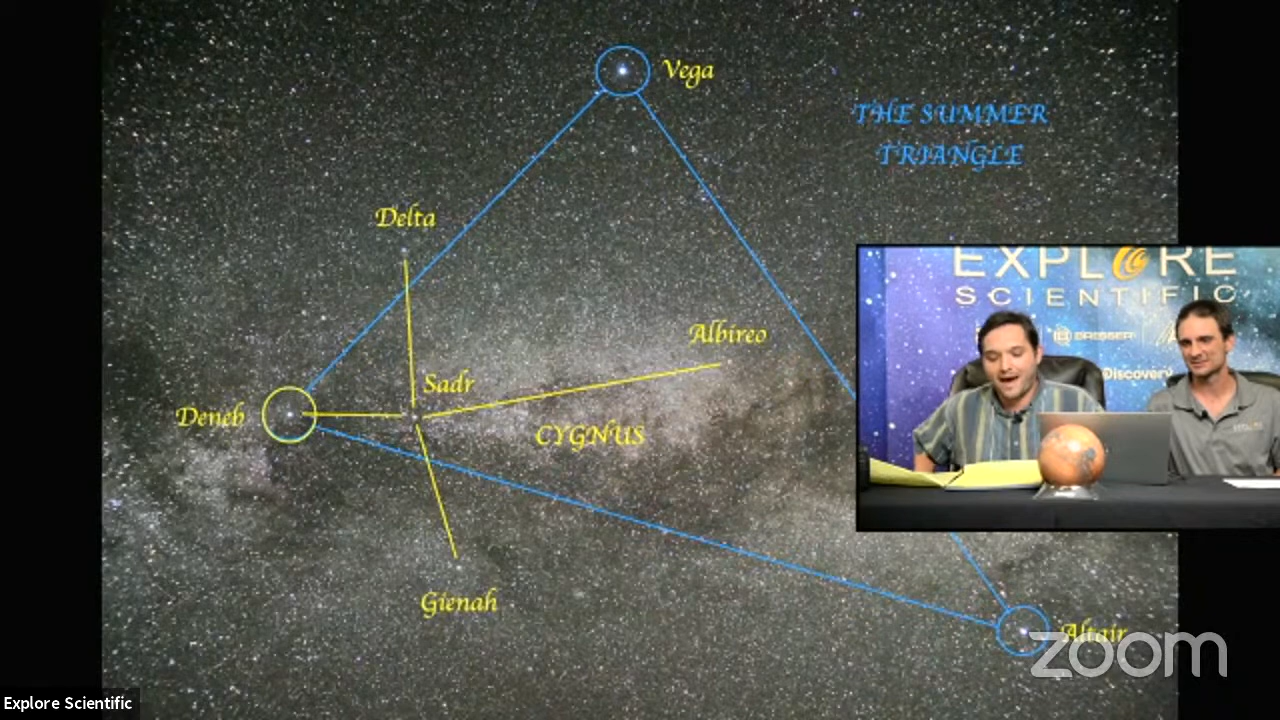 Vega
THE SUMMER
TRIANGLE
Delta
EXPLORE
SCIENTIFIC
BRESSER
Discovery
Albireo
Sadr
Deneb
CYGNUS
Gienah
Altair
zoom
Explore Scientific